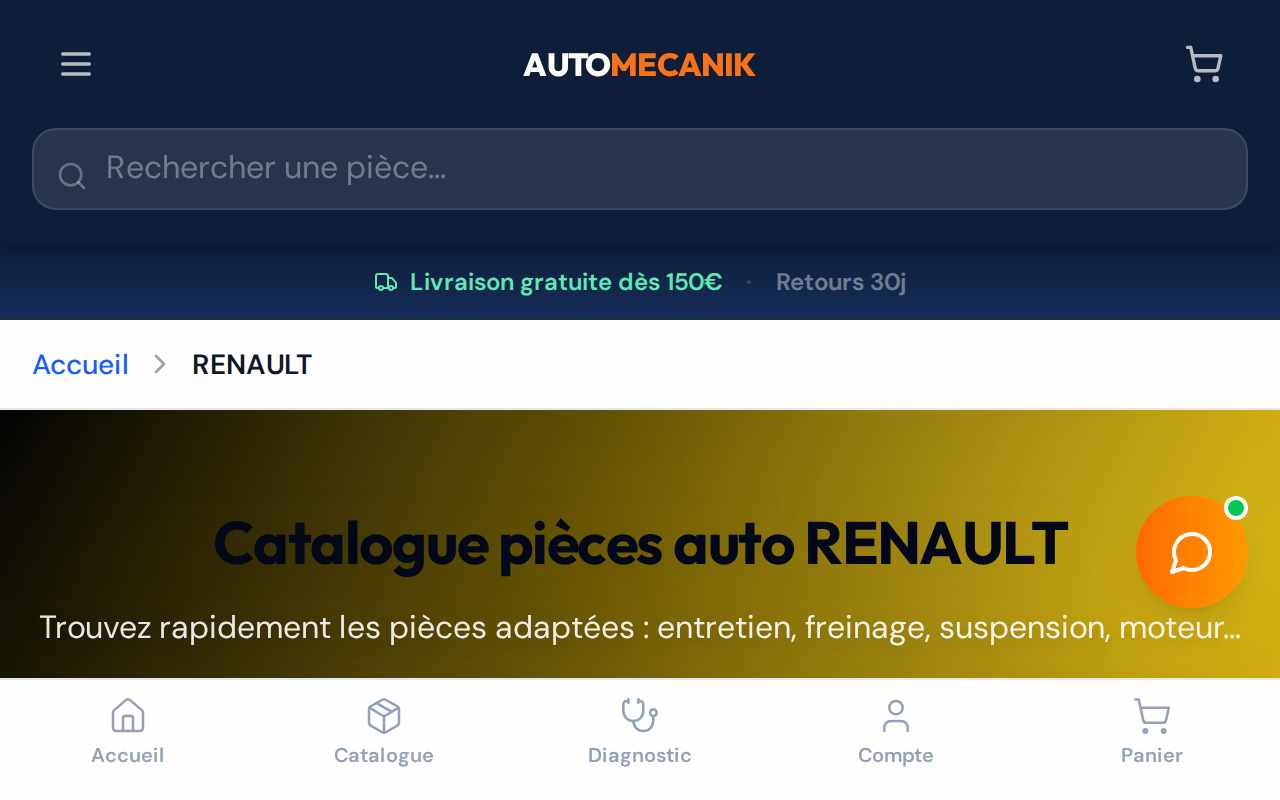 AUTOMECANIK
Rechercher une pièce...
Livraison gratuite dès 150€ · Retours 30j
Accueil > RENAULT
Catalogue pièces auto RENAULT
Trouvez rapidement les pièces adaptées : entretien, freinage, suspension, moteur...
Accueil Catalogue Diagnostic Compte Panier